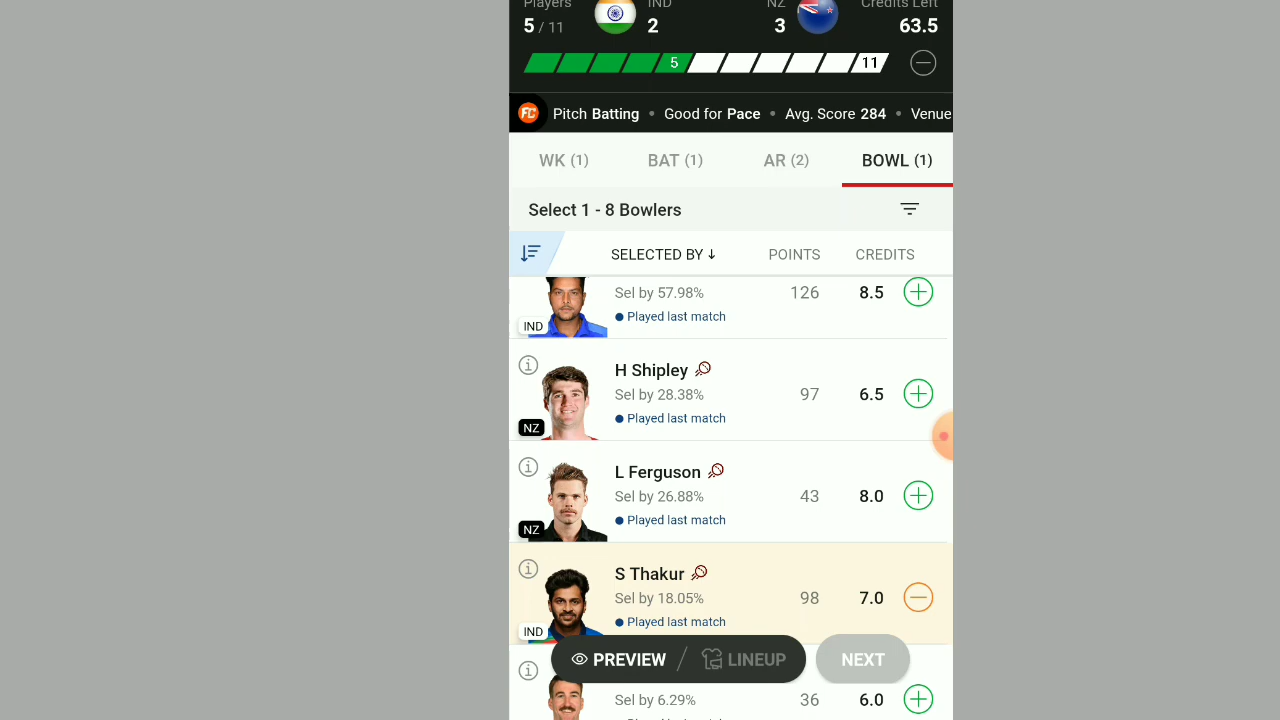 Players IND NZ Credits Left
5 / 11 2 3 63.5
5 11
FC Pitch Batting • Good for Pace • Avg. Score 284 • Venue
WK (1) BAT (1) AR (2) BOWL (1)
Select 1 - 8 Bowlers
SELECTED BY ↓ POINTS CREDITS
Sel by 57.98% 126 8.5
Played last match
IND
H Shipley
Sel by 28.38% 97 6.5
Played last match
NZ
L Ferguson
Sel by 26.88% 43 8.0
Played last match
NZ
S Thakur
Sel by 18.05% 98 7.0
Played last match
IND
PREVIEW / LINEUP NEXT
Sel by 6.29% 36 6.0